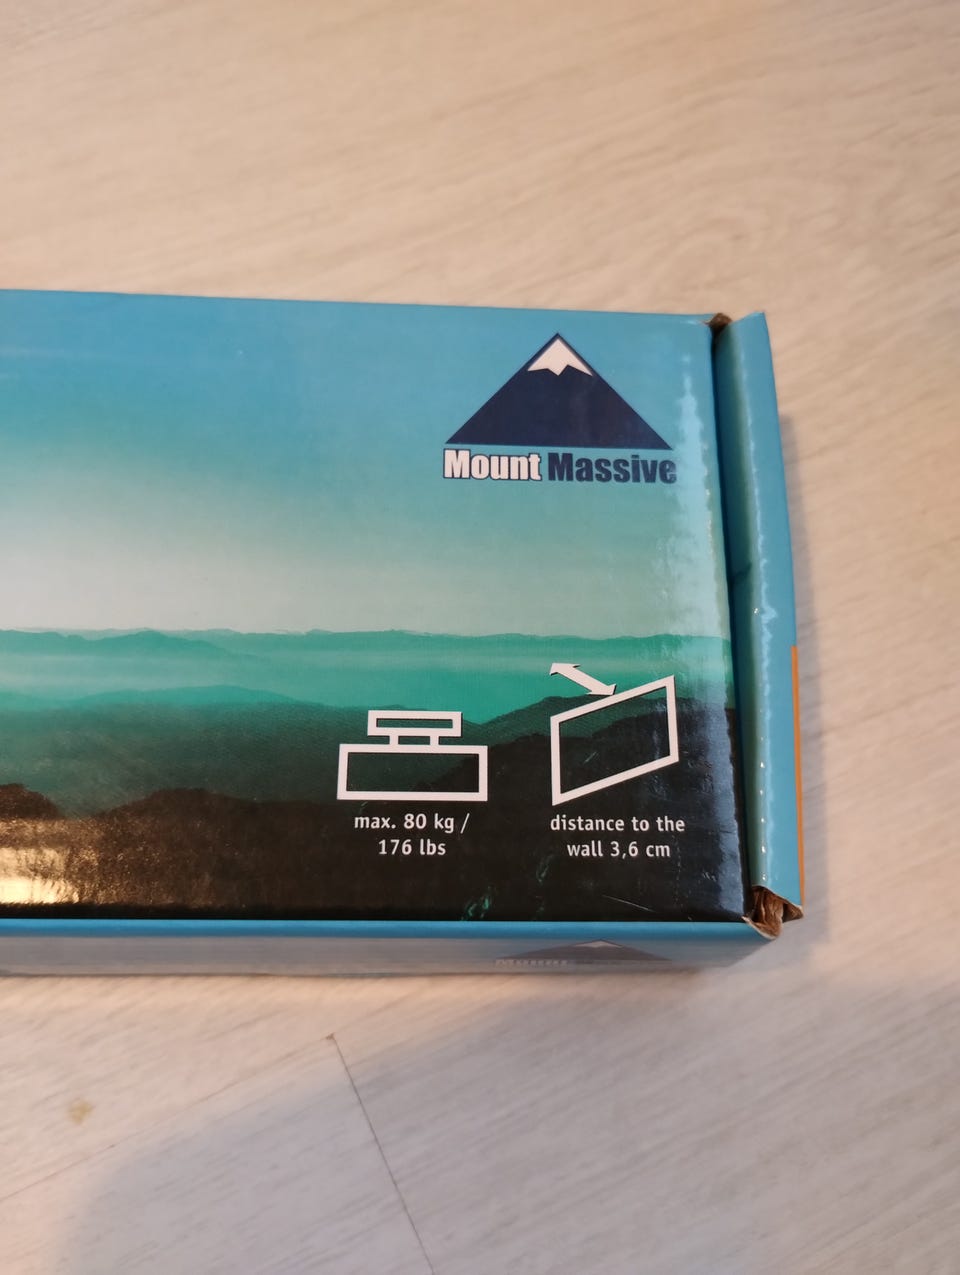 Mount Massive
max. 80 kg /
176 lbs
distance to the
wall 3,6 cm